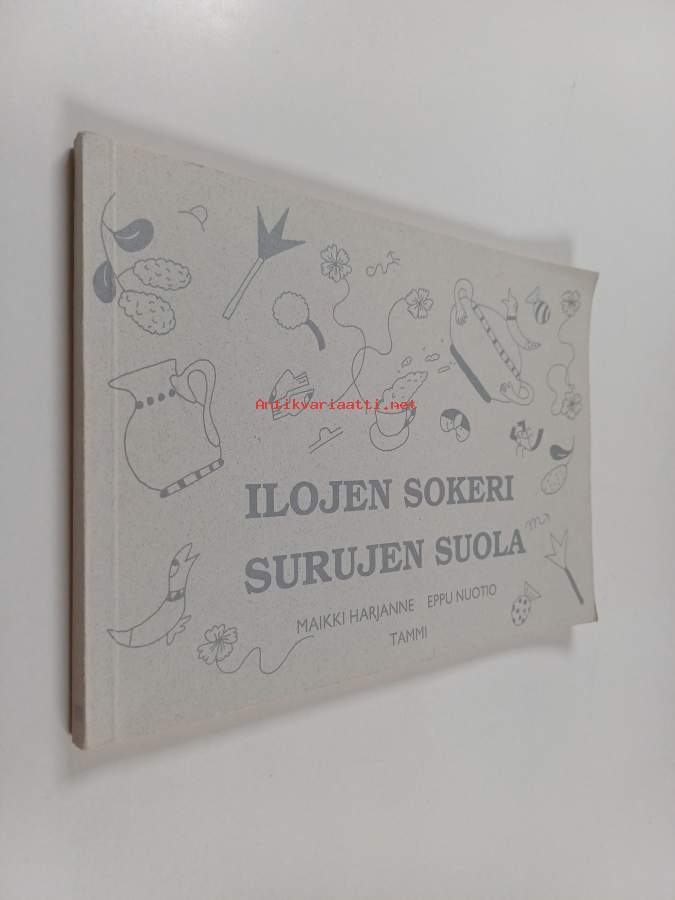 Antikvariaatti.net
ILOJEN SOKERI
SURUJEN SUOLA
MAIKKI HARJANNE EPPU NUOTIO
TAMMI